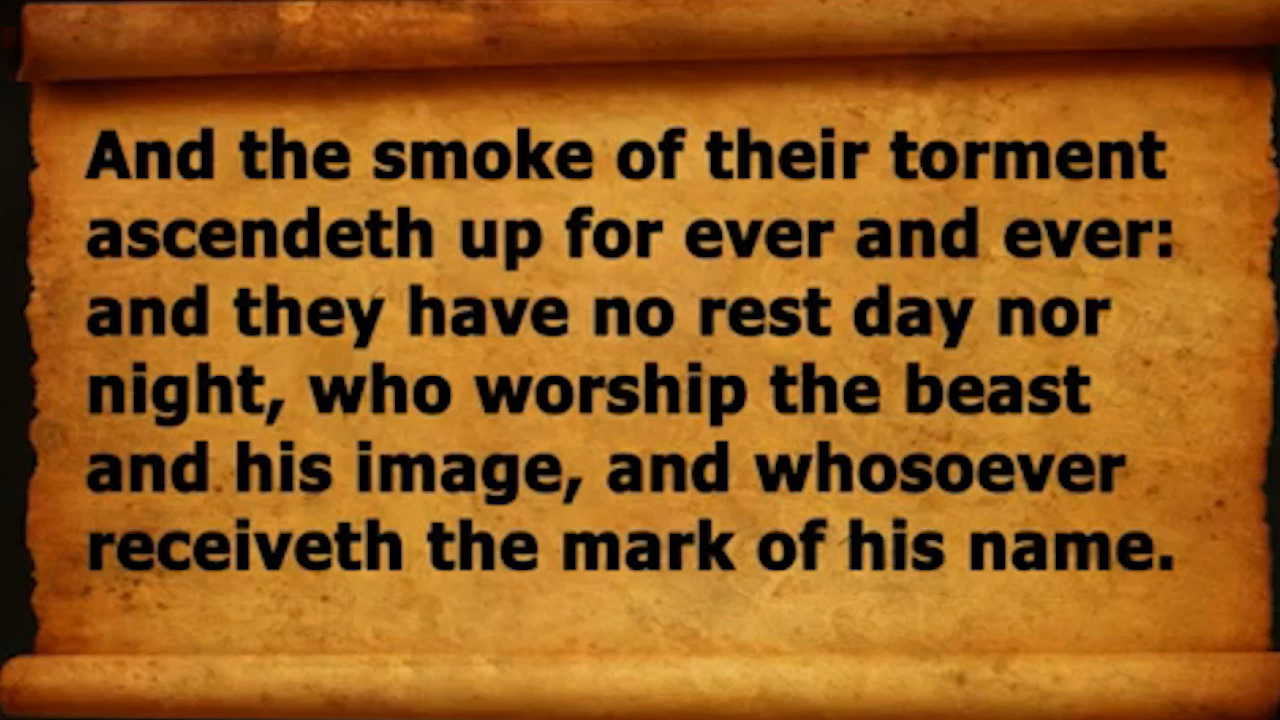 And the smoke of their torment
ascendeth up for ever and ever:
and they have no rest day nor
night, who worship the beast
and his image, and whosoever
receiveth the mark of his name.